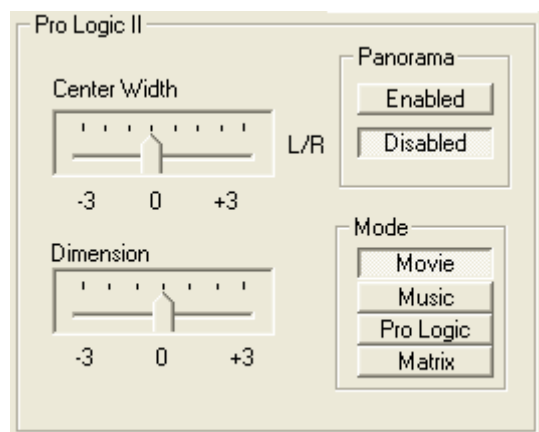 Pro Logic II
Center Width
L/R
-3 0 +3
Dimension
-3 0 +3
Panorama
Enabled
Disabled
Mode
Movie
Music
Pro Logic
Matrix